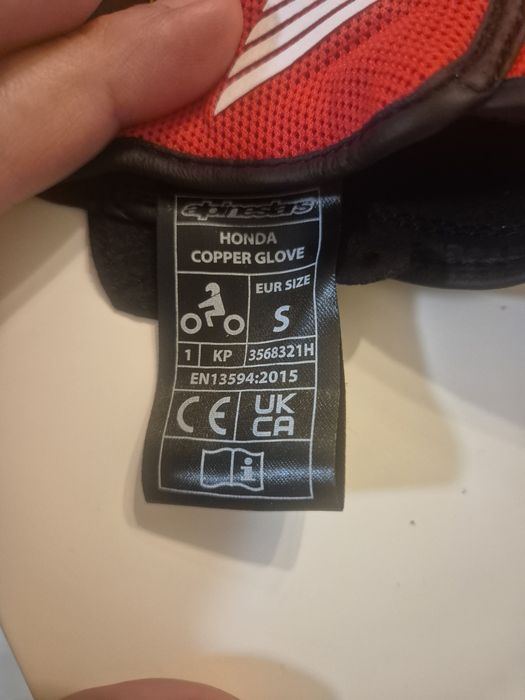 alpinestars
HONDA
COPPER GLOVE
EUR SIZE
S
1 KP 3568321H
EN13594:2015
CE UK
CA
i